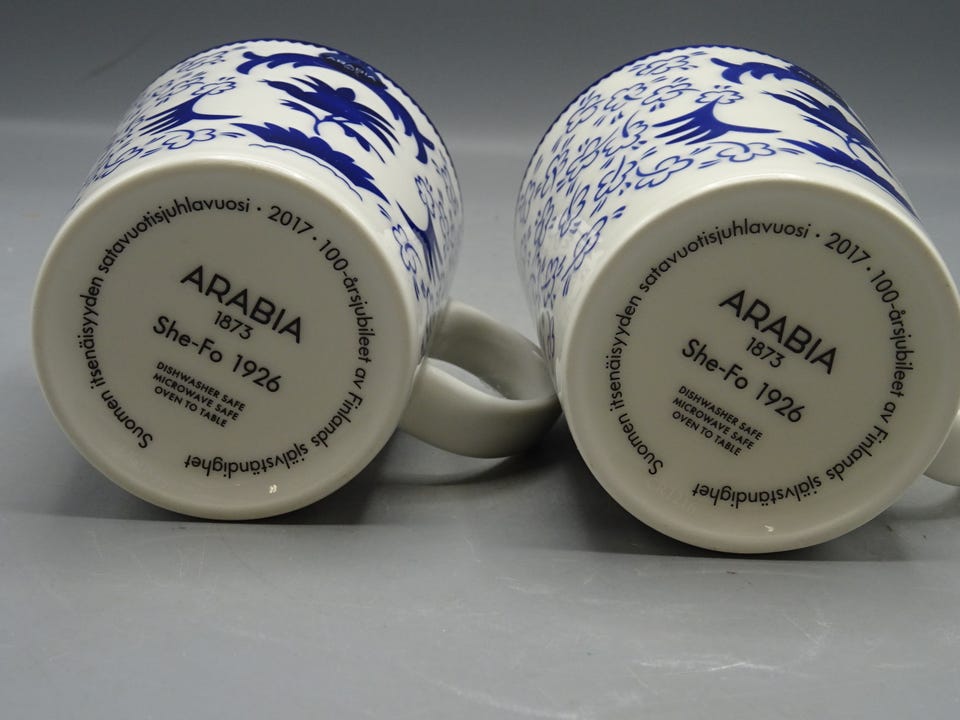 ARABIA
Suomen itsenäisyyden satavuotisjuhlavuosi · 2017 · 100-årsjubileet av Finlands självständighet
ARABIA
1873
She-Fo 1926
DISHWASHER SAFE
MICROWAVE SAFE
OVEN TO TABLE
Suomen itsenäisyyden satavuotisjuhlavuosi · 2017 · 100-årsjubileet av Finlands självständighet
ARABIA
1873
She-Fo 1926
DISHWASHER SAFE
MICROWAVE SAFE
OVEN TO TABLE